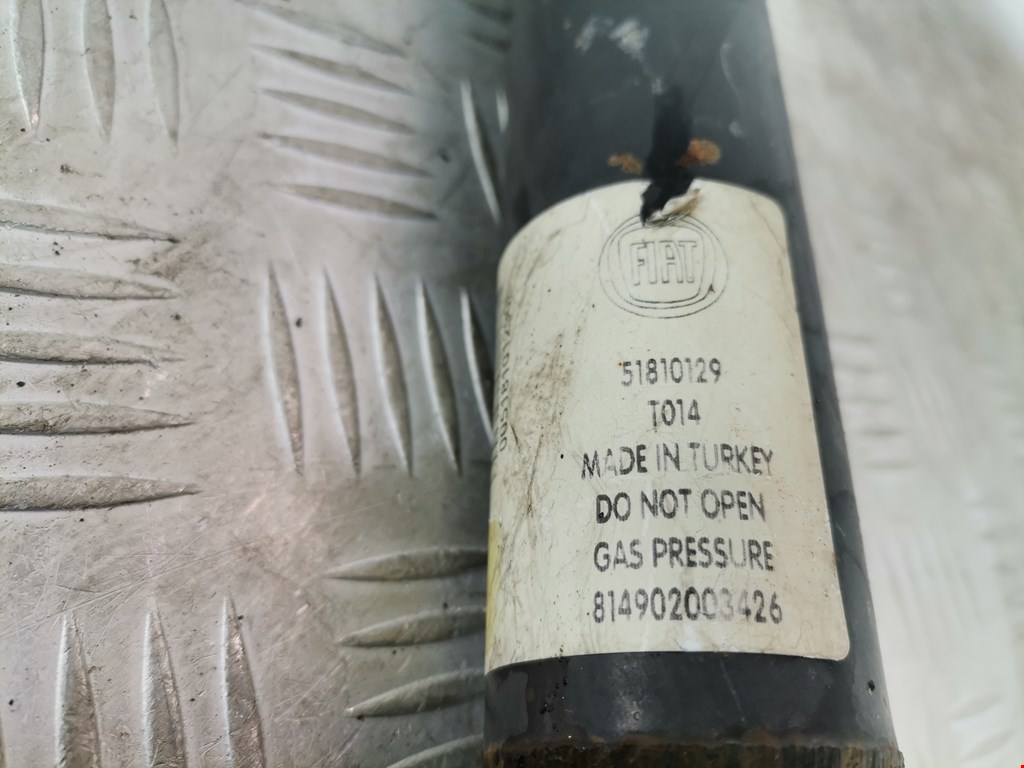 FIAT
51810129
T014
MADE IN TURKEY
DO NOT OPEN
GAS PRESSURE
814902003426